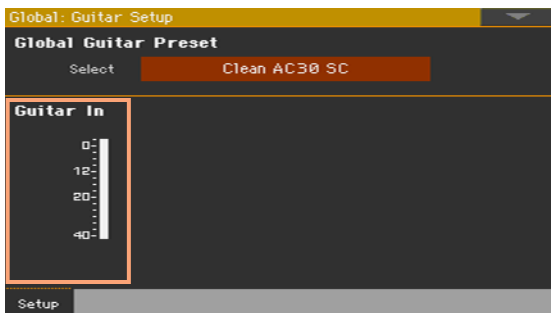 Global: Guitar Setup
Global Guitar Preset
Select Clean AC30 SC
Guitar In
0
12
20
40
Setup